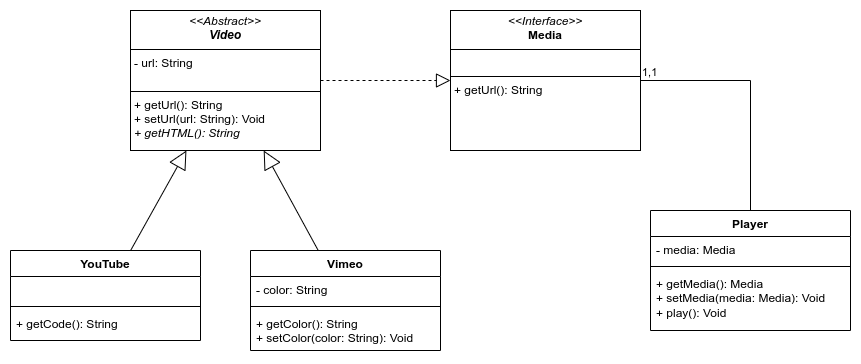 <<Abstract>>
Video
- url: String
+ getUrl(): String
+ setUrl(url: String): Void
+ getHTML(): String
<<Interface>>
Media
+ getUrl(): String
1,1
YouTube
+ getCode(): String
Vimeo
- color: String
+ getColor(): String
+ setColor(color: String): Void
Player
- media: Media
+ getMedia(): Media
+ setMedia(media: Media): Void
+ play(): Void